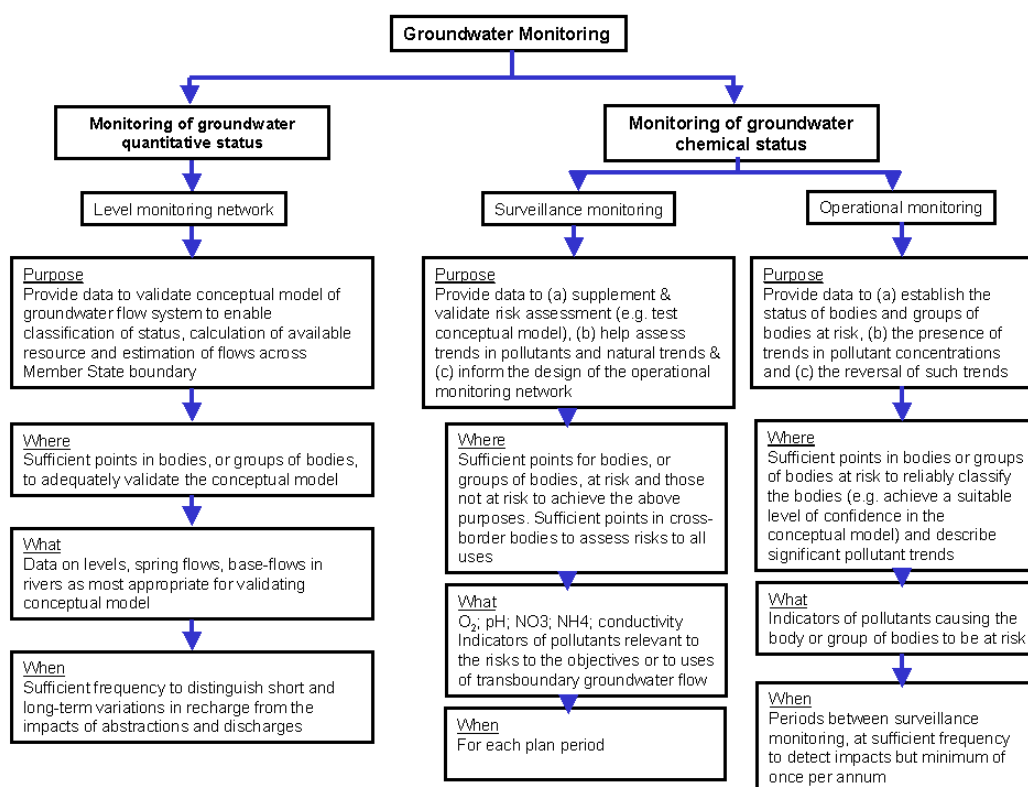 Groundwater Monitoring
Monitoring of groundwater
quantitative status
Monitoring of groundwater
chemical status
Level monitoring network
Surveillance monitoring
Operational monitoring
Purpose
Provide data to validate conceptual model of
groundwater flow system to enable
classification of status, calculation of available
resource and estimation of flows across
Member State boundary
Purpose
Provide data to (a) supplement &
validate risk assessment (e.g. test
conceptual model), (b) help assess
trends in pollutants and natural trends &
(c) inform the design of the operational
monitoring network
Purpose
Provide data to (a) establish the
status of bodies and groups of
bodies at risk, (b) the presence of
trends in pollutant concentrations
and (c) the reversal of such trends
Where
Sufficient points in bodies, or groups of bodies,
to adequately validate the conceptual model
Where
Sufficient points for bodies, or
groups of bodies, at risk and those
not at risk to achieve the above
purposes. Sufficient points in cross-
border bodies to assess risks to all
uses
Where
Sufficient points in bodies or groups
of bodies at risk to reliably classify
the bodies (e.g. achieve a suitable
level of confidence in the
conceptual model) and describe
significant pollutant trends
What
Data on levels, spring flows, base-flows in
rivers as most appropriate for validating
conceptual model
What
O2; pH; NO3; NH4; conductivity
Indicators of pollutants relevant to
the risks to the objectives or to uses
of transboundary groundwater flow
What
Indicators of pollutants causing the
body or group of bodies to be at risk
When
Sufficient frequency to distinguish short and
long-term variations in recharge from the
impacts of abstractions and discharges
When
For each plan period
When
Periods between surveillance
monitoring, at sufficient frequency
to detect impacts but minimum of
once per annum